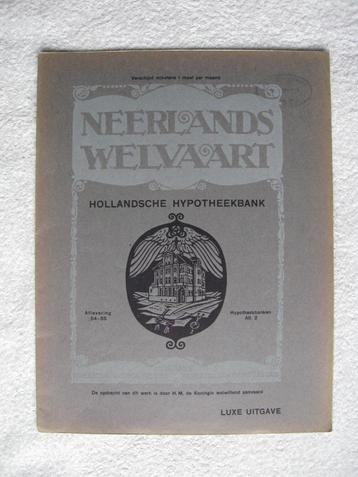 Verschijnt minstens 1 maal per maand
NEERLANDS
WELVAART
HOLLANDSCHE HYPOTHEEKBANK
Aflevering
54-55
Hypotheekbanken
Afl. 2
De opdracht van dit werk is door H. M. de Koningin welwillend aanvaard
LUXE UITGAVE